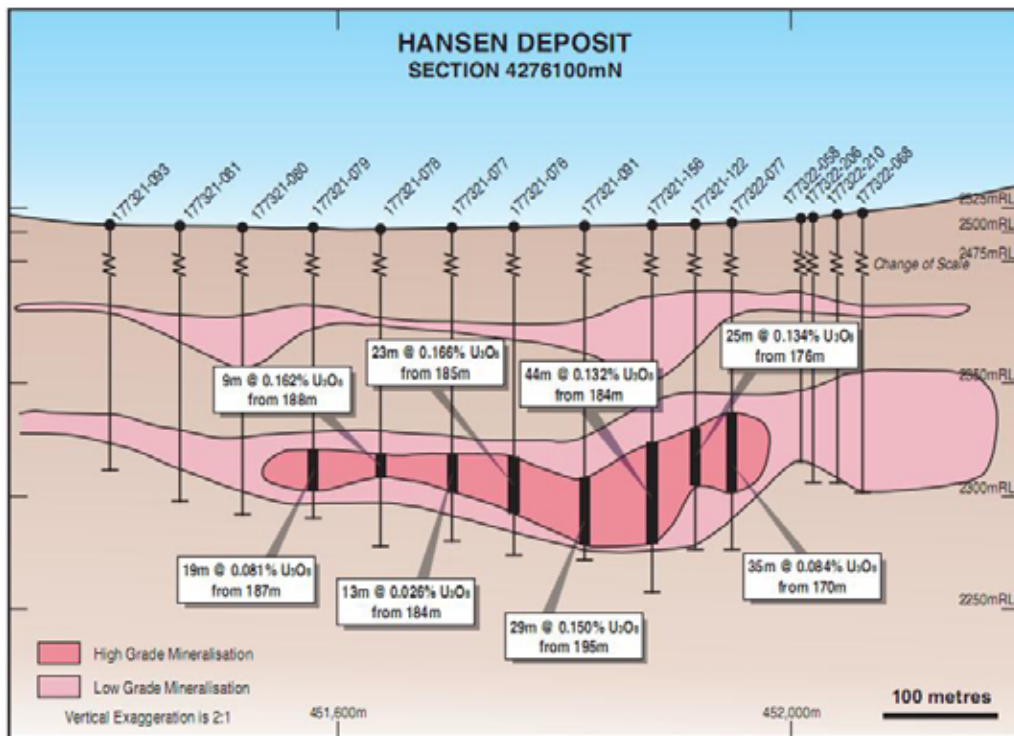 HANSEN DEPOSIT
SECTION 4276100mN
177321-093
177321-081
177321-080
177321-079
177321-078
177321-077
177321-076
177321-091
177321-156
177321-122
177322-077
177322-058
177322-206
177322-210
177322-068
2525mRL
2500mRL
2475mRL
Change of Scale
25m @ 0.134% U₃O₈
from 176m
23m @ 0.166% U₃O₈
from 185m
9m @ 0.162% U₃O₈
from 188m
44m @ 0.132% U₃O₈
from 184m
2350mRL
2300mRL
19m @ 0.081% U₃O₈
from 187m
13m @ 0.026% U₃O₈
from 184m
29m @ 0.150% U₃O₈
from 195m
35m @ 0.084% U₃O₈
from 170m
2250mRL
High Grade Mineralisation
Low Grade Mineralisation
Vertical Exaggeration is 2:1
451,600m
452,000m
100 metres